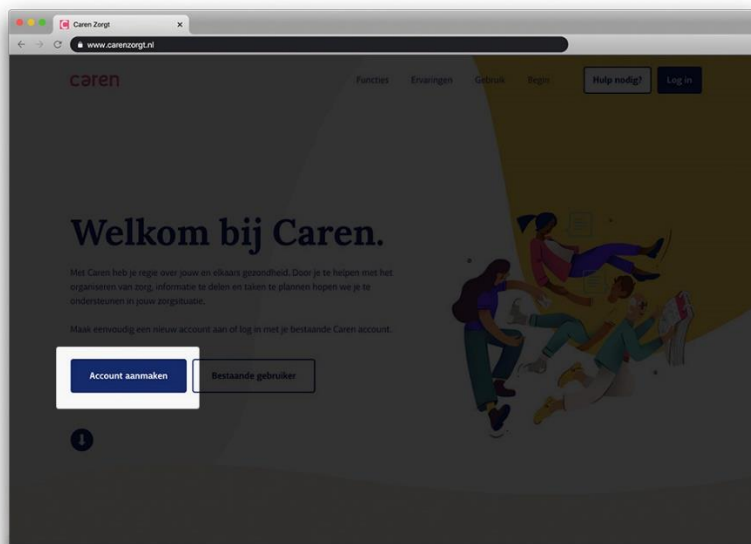 Caren Zorgt
www.carenzorgt.nl
caren
Functies Ervaringen Gebruik Regie Hulp nodig? Log in
Welkom bij Caren.
Met Caren heb je regie over jouw en elkaars gezondheid. Door je te helpen met het
organiseren van zorg, informatie te delen en taken te plannen hopen we je te
ondersteunen in jouw zorgsituatie.
Maak eenvoudig een nieuw account aan of log in met je bestaande Caren account.
Account aanmaken Bestaande gebruiker